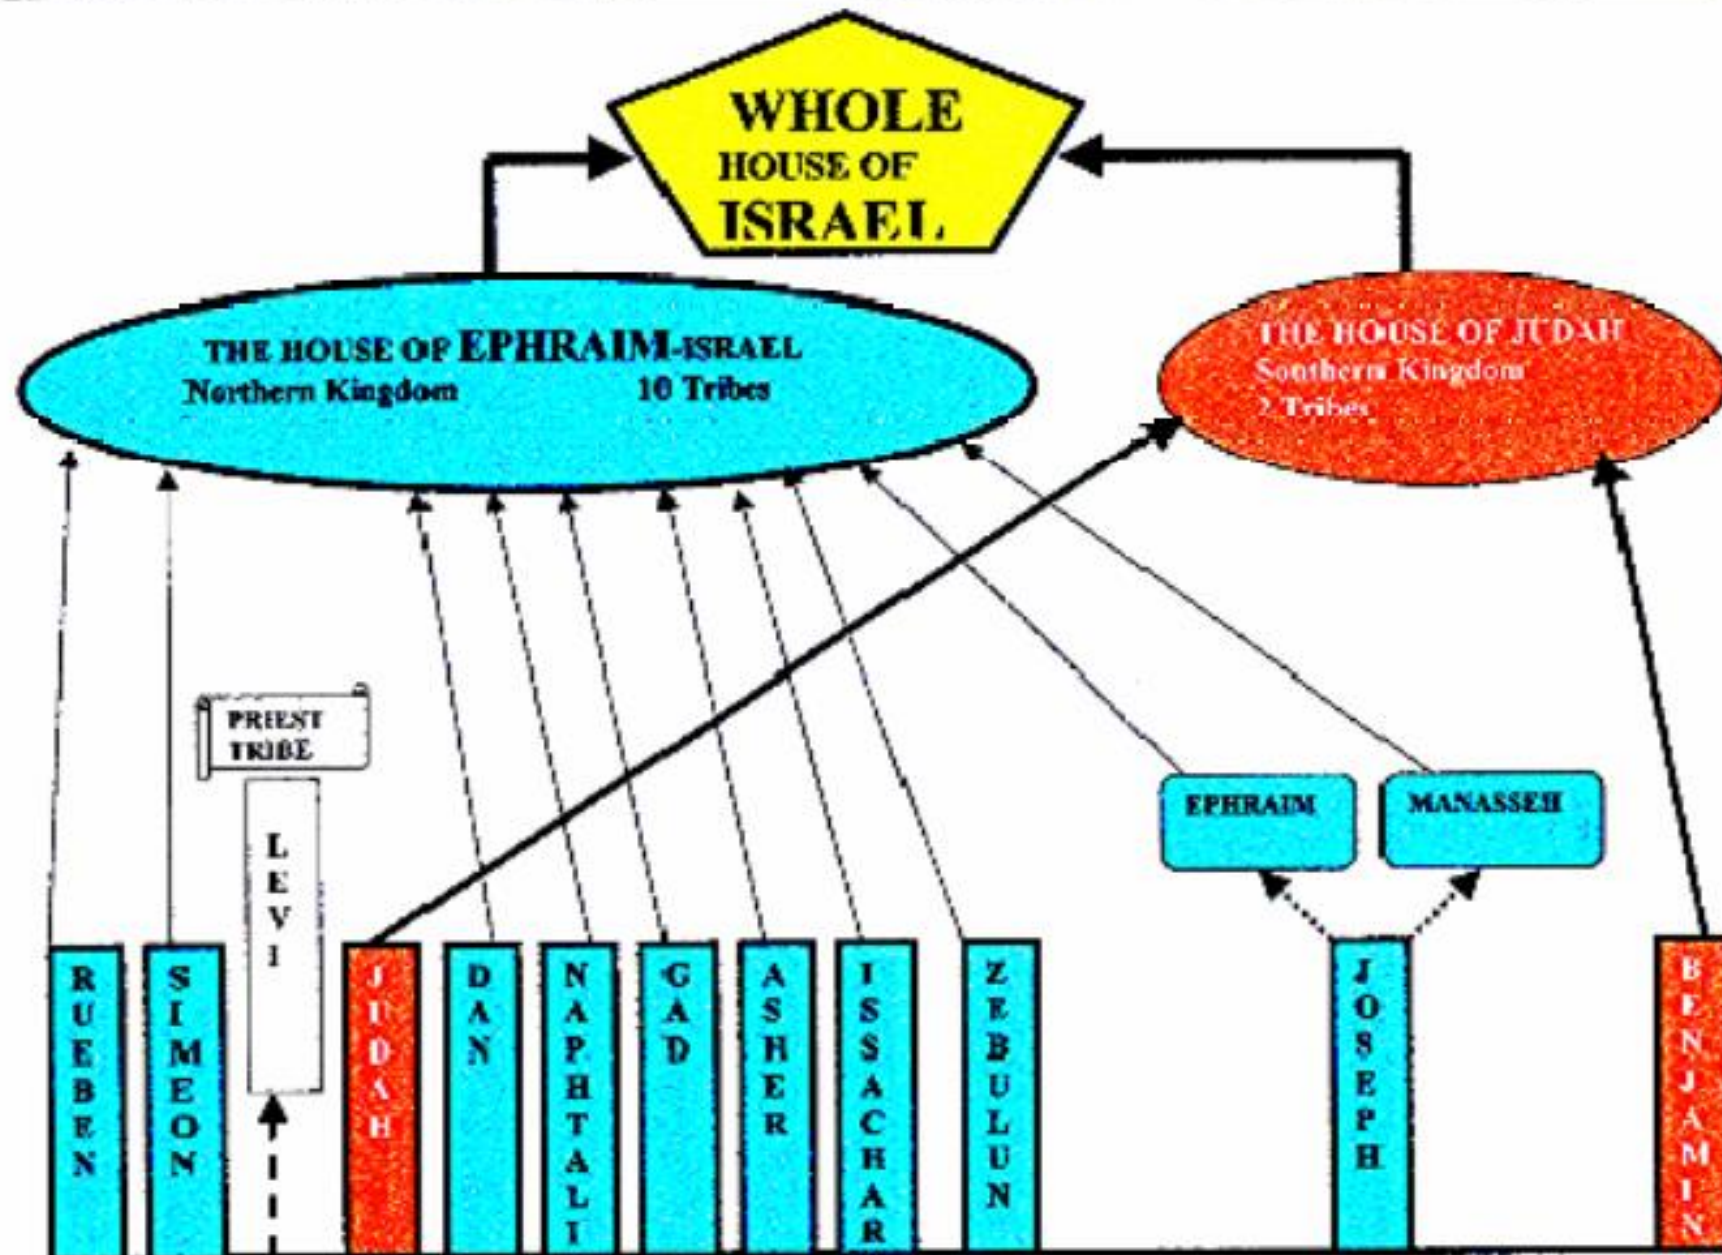 WHOLE
HOUSE OF
ISRAEL
THE HOUSE OF EPHRAIM-ISRAEL
Northern Kingdom 10 Tribes
THE HOUSE OF JUDAH
Southern Kingdom
2 Tribes
PRIEST
TRIBE
LEVI
EPHRAIM
MANASSEH
RUEBEN
SIMEON
JUDAH
DAN
NAPHTALI
GAD
ASHER
ISSACHAR
ZEBULUN
JOSEPH
BENJAMIN